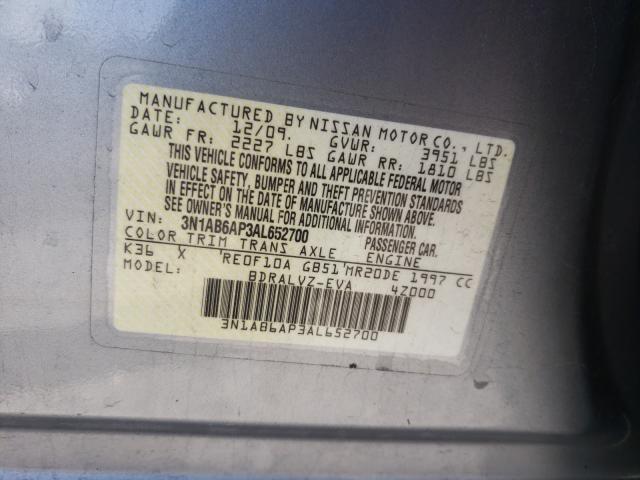 MANUFACTURED BY NISSAN MOTOR CO., LTD.
DATE: 12/09. GVWR: 3951 LBS
GAWR FR: 2227 LBS GAWR RR: 1810 LBS
THIS VEHICLE CONFORMS TO ALL APPLICABLE FEDERAL MOTOR
VEHICLE SAFETY, BUMPER AND THEFT PREVENTION STANDARDS
IN EFFECT ON THE DATE OF MANUFACTURE SHOWN ABOVE.
SEE OWNER'S MANUAL FOR ADDITIONAL INFORMATION.
VIN: 3N1AB6AP3AL652700 PASSENGER CAR.
COLOR TRIM TRANS AXLE ENGINE
K36 X RE0F10A GB51 MR20DE 1997 CC
MODEL: BDRALVZ-EVA 4Z000
3N1AB6AP3AL652700